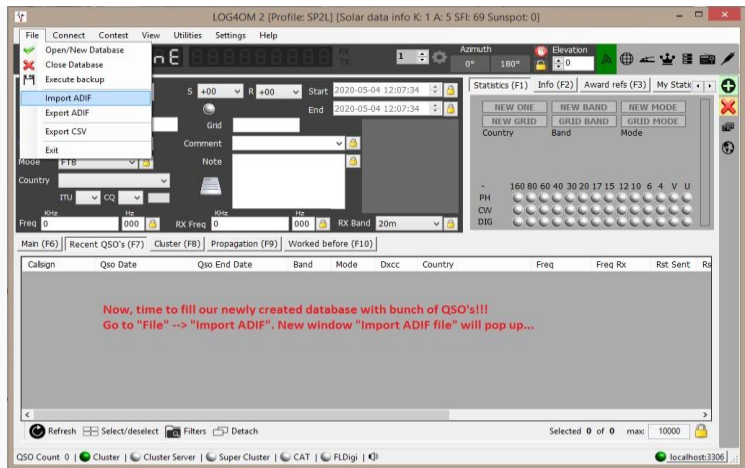 LOG4OM 2 [Profile: SP2L] [Solar data info K: 1 A: 5 SFI: 69 Sunspot: 0]
File Connect Contest View Utilities Settings Help
Open/New Database
Close Database
Execute backup
Import ADIF
Export ADIF
Export CSV
Exit
n E RX TX 1 Azimuth 0° 180° Elevation 0
S +00 R +00 Start 2020-05-04 12:07:34
End 2020-05-04 12:07:34
Grid
Comment
Note
Mode FT8
Country
ITU CQ
KHz Hz KHz Hz
Freq 0 000 RX Freq 0 000 RX Band 20m
Statistics (F1) Info (F2) Award refs (F3) My Stati
NEW ONE NEW BAND NEW MODE
NEW GRID GRID BAND GRID MODE
Country Band Mode
- 160 80 60 40 30 20 17 15 12 10 6 4 V U
PH
CW
DIG
Main (F6) Recent QSO's (F7) Cluster (F8) Propagation (F9) Worked before (F10)
Callsign Qso Date Qso End Date Band Mode Dxcc Country Freq Freq Rx Rst Sent Rs
Now, time to fill our newly created database with bunch of QSO's!!!
Go to "File" --> "Import ADIF". New window "Import ADIF file" will pop up...
Refresh Select/deselect Filters Detach Selected 0 of 0 max: 10000
QSO Count 0 | Cluster | Cluster Server | Super Cluster | CAT | FLDigi | localhost:3306